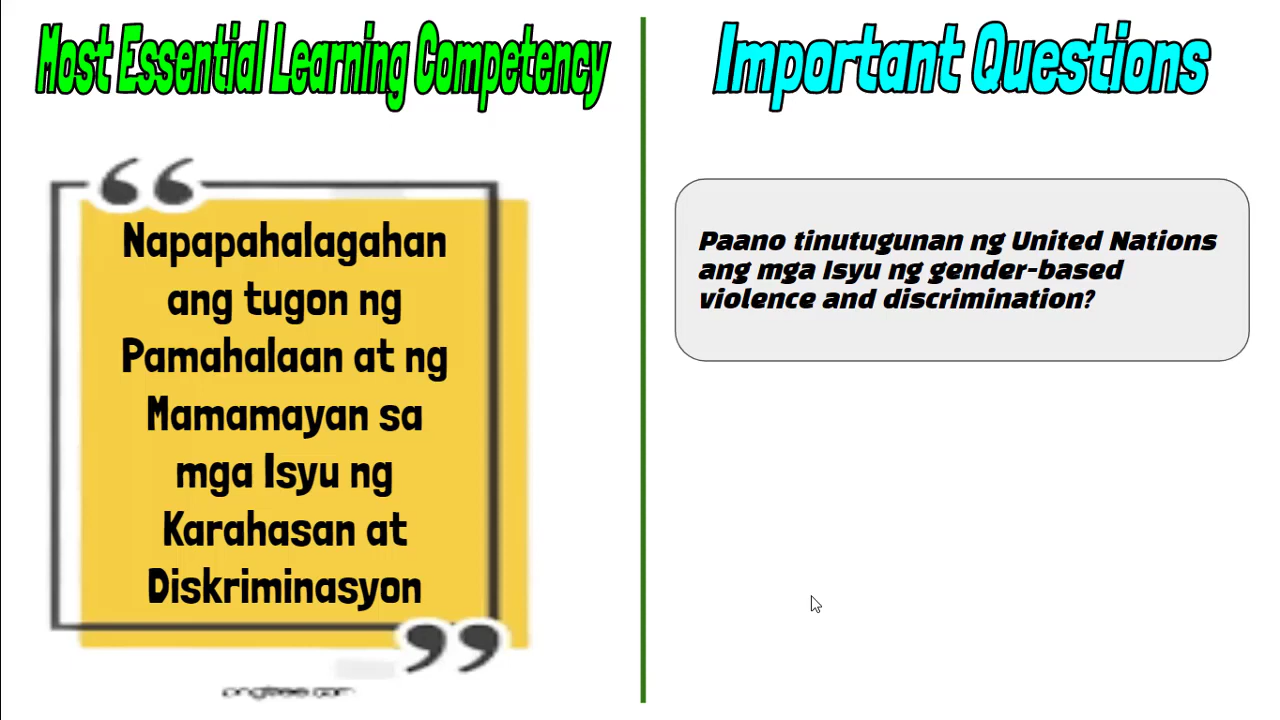 Most Essential Learning Competency
Napapahalagahan
ang tugon ng
Pamahalaan at ng
Mamamayan sa
mga Isyu ng
Karahasan at
Diskriminasyon
Important Questions
Paano tinutugunan ng United Nations
ang mga Isyu ng gender-based
violence and discrimination?